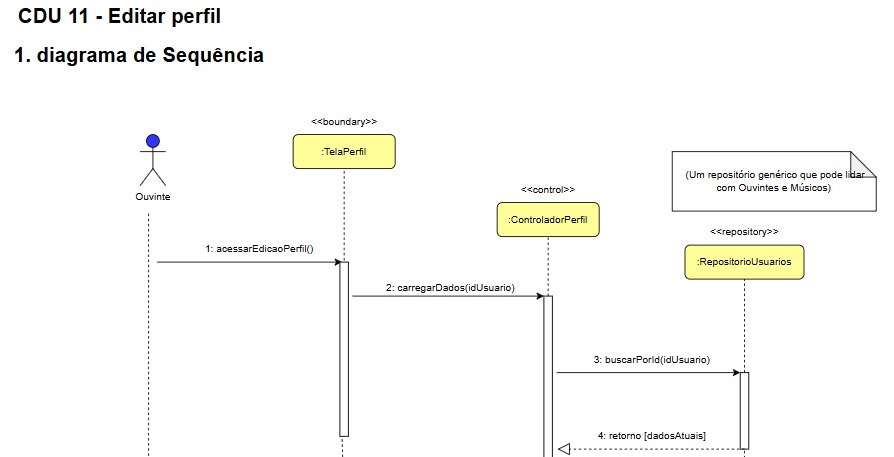 CDU 11 - Editar perfil
1. diagrama de Sequência
<<boundary>>
:TelaPerfil
Ouvinte
(Um repositório genérico que pode lidar
com Ouvintes e Músicos)
<<control>>
:ControladorPerfil
<<repository>>
:RepositorioUsuarios
1: acessarEdicaoPerfil()
2: carregarDados(idUsuario)
3: buscarPorId(idUsuario)
4: retorno [dadosAtuais]